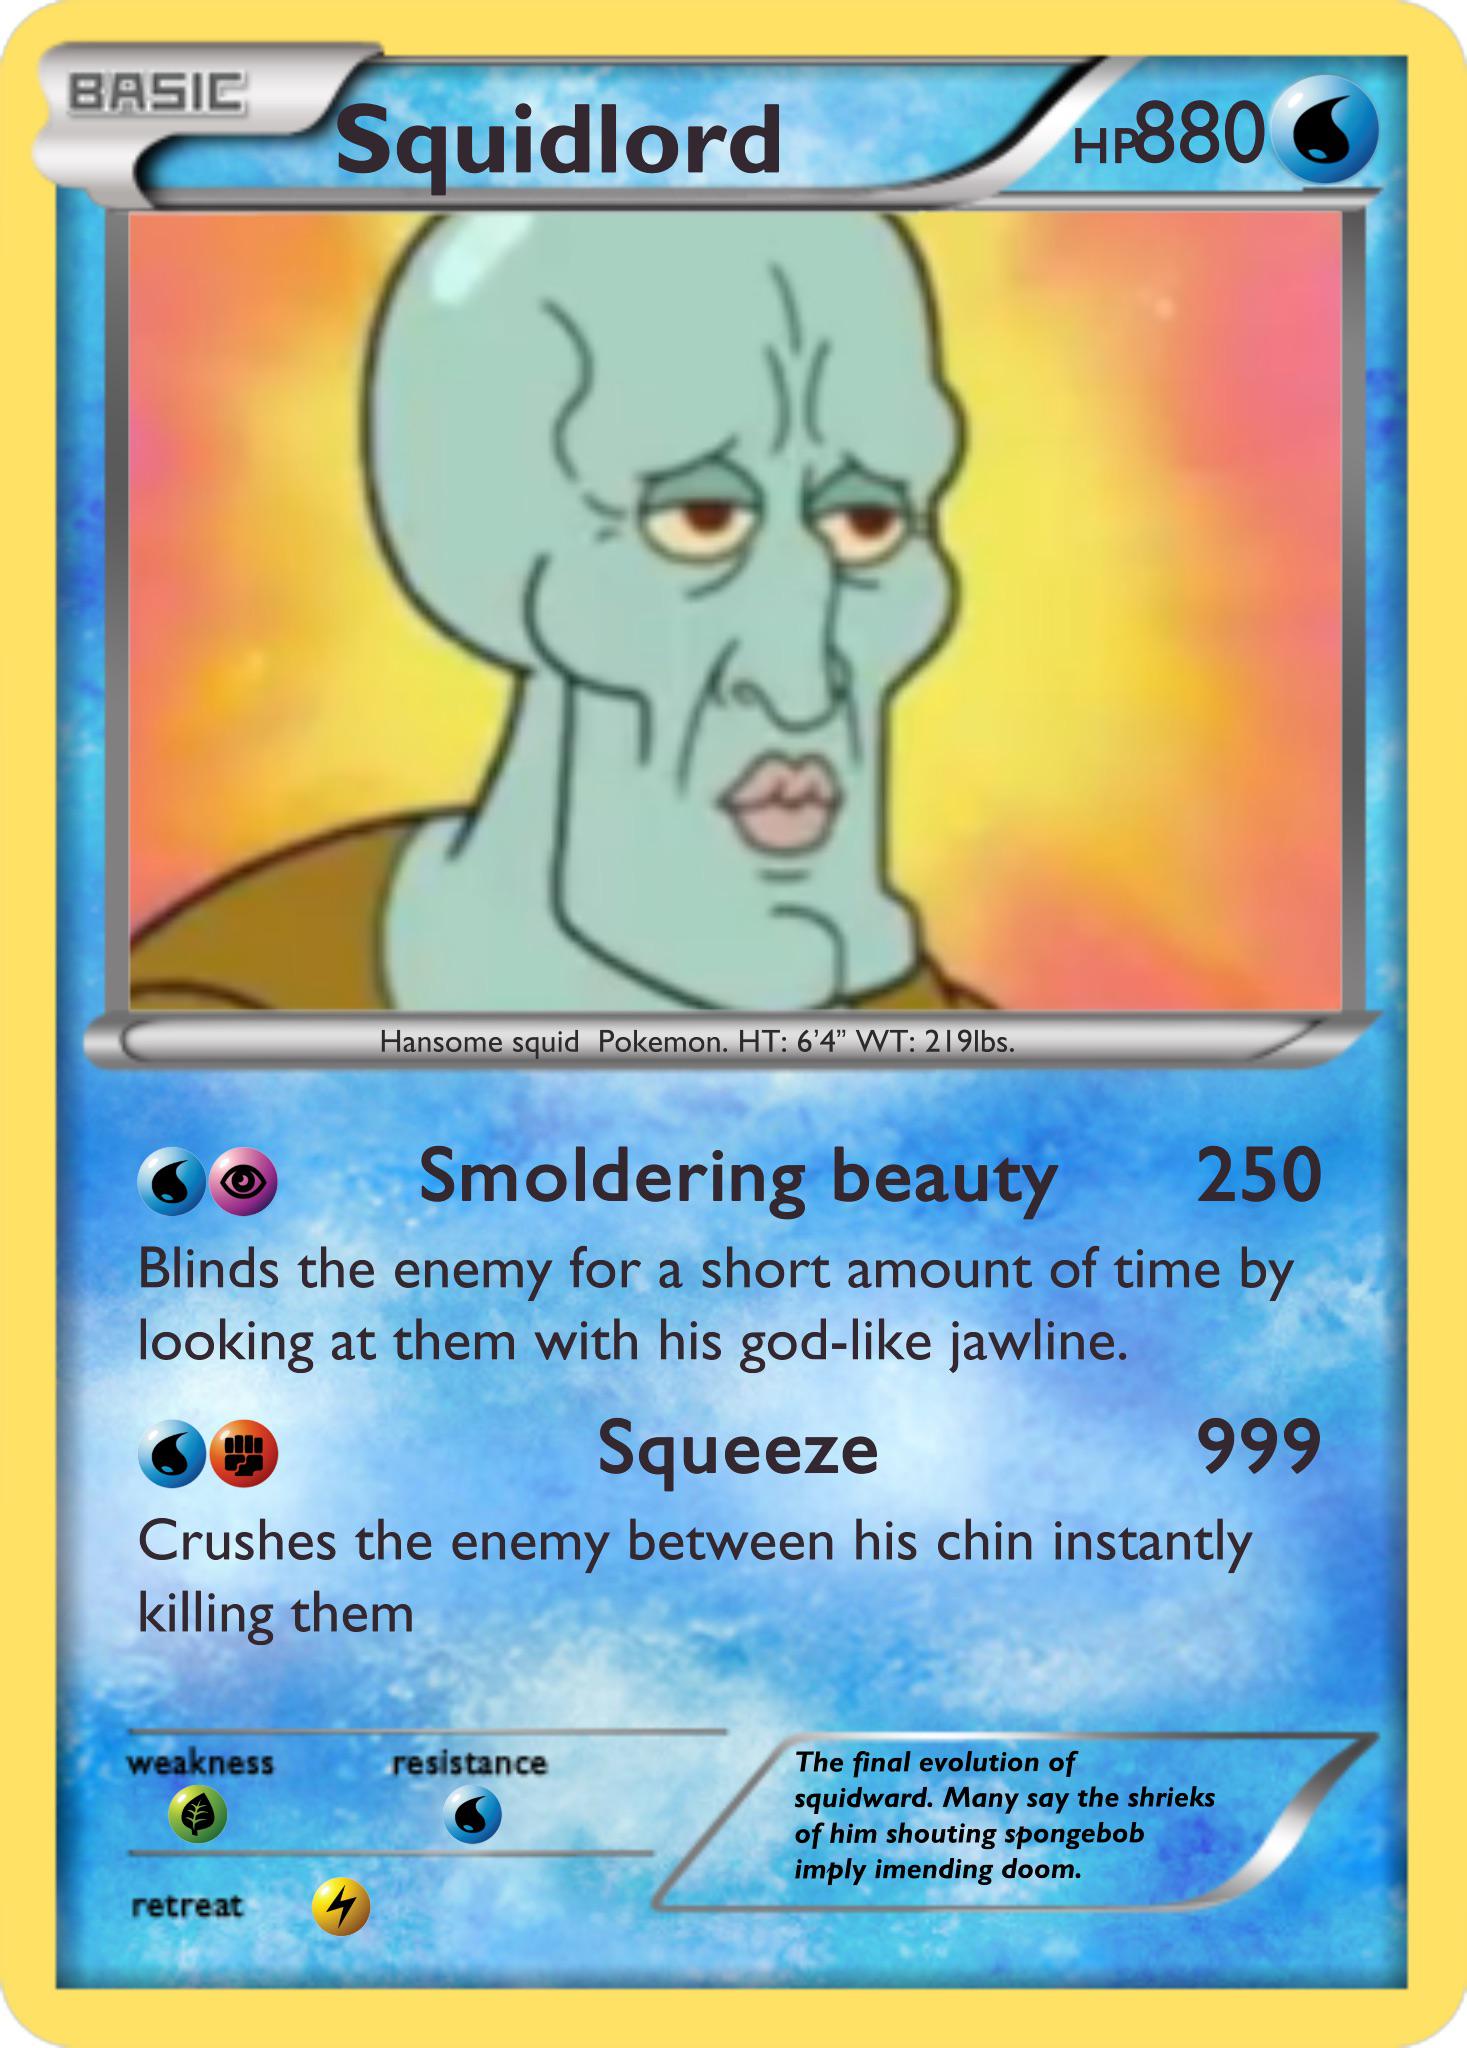 BASIC
Squidlord
HP880
Hansome squid  Pokemon. HT: 6’4” WT: 219lbs.
Smoldering beauty 250
Blinds the enemy for a short amount of time by
looking at them with his god-like jawline.
Squeeze 999
Crushes the enemy between his chin instantly
killing them
weakness resistance
retreat
The final evolution of
squidward. Many say the shrieks
of him shouting spongebob
imply imending doom.